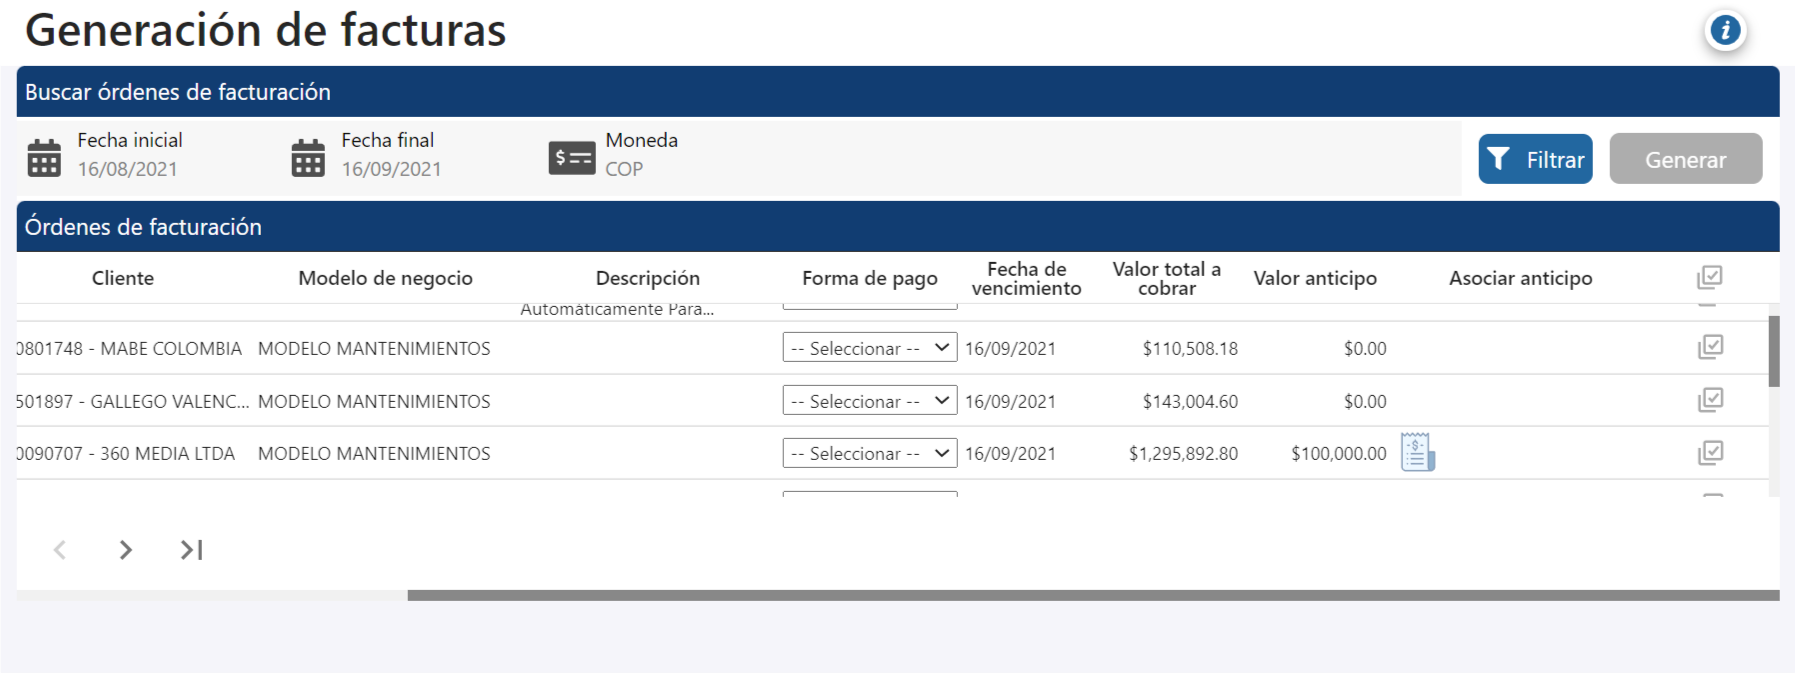 Generación de facturas
Buscar órdenes de facturación
Fecha inicial
16/08/2021
Fecha final
16/09/2021
Moneda
COP
Filtrar
Generar
Órdenes de facturación
Cliente Modelo de negocio Descripción Forma de pago Fecha de vencimiento Valor total a cobrar Valor anticipo Asociar anticipo
Automáticamente Para...
0801748 - MABE COLOMBIA MODELO MANTENIMIENTOS -- Seleccionar -- 16/09/2021 $110,508.18 $0.00
501897 - GALLEGO VALENC... MODELO MANTENIMIENTOS -- Seleccionar -- 16/09/2021 $143,004.60 $0.00
0090707 - 360 MEDIA LTDA MODELO MANTENIMIENTOS -- Seleccionar -- 16/09/2021 $1,295,892.80 $100,000.00